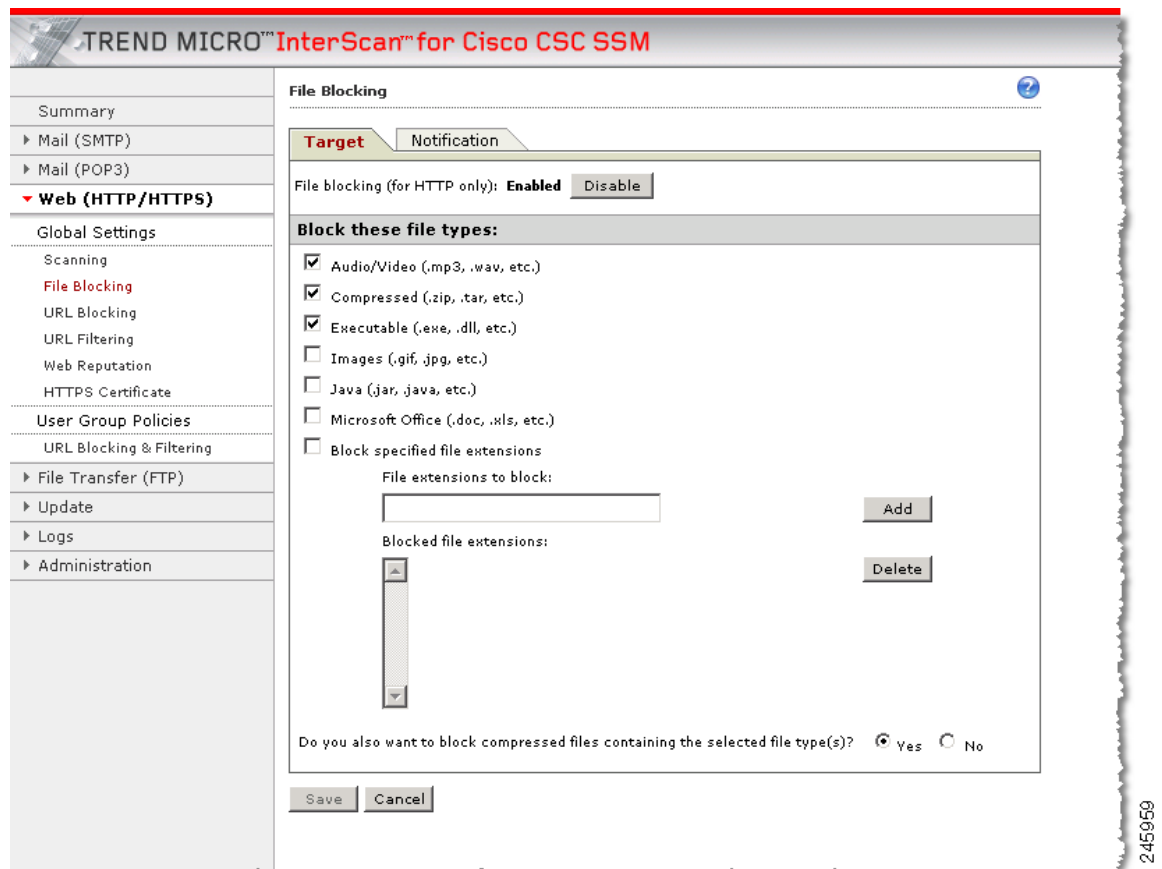 TREND MICRO™ InterScan™ for Cisco CSC SSM
Summary
Mail (SMTP)
Mail (POP3)
Web (HTTP/HTTPS)
Global Settings
Scanning
File Blocking
URL Blocking
URL Filtering
Web Reputation
HTTPS Certificate
User Group Policies
URL Blocking & Filtering
File Transfer (FTP)
Update
Logs
Administration
File Blocking
?
Target
Notification
File blocking (for HTTP only): Enabled Disable
Block these file types:
Audio/Video (.mp3, .wav, etc.)
Compressed (.zip, .tar, etc.)
Executable (.exe, .dll, etc.)
Images (.gif, .jpg, etc.)
Java (.jar, .java, etc.)
Microsoft Office (.doc, .xls, etc.)
Block specified file extensions
File extensions to block:
Add
Blocked file extensions:
Delete
Do you also want to block compressed files containing the selected file type(s)? Yes No
Save Cancel
245959